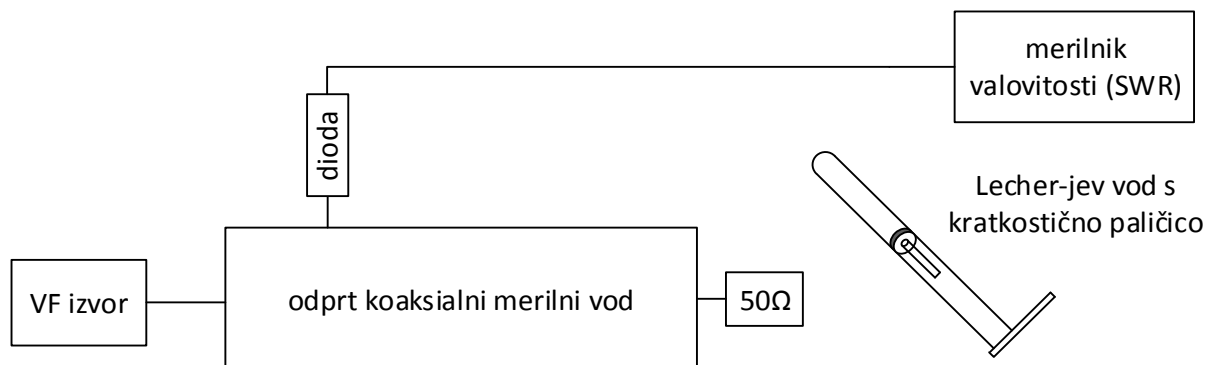 merilnik
valovitosti (SWR)
dioda
Lecher-jev vod s
kratkostično paličico
VF izvor
odprt koaksialni merilni vod
50Ω